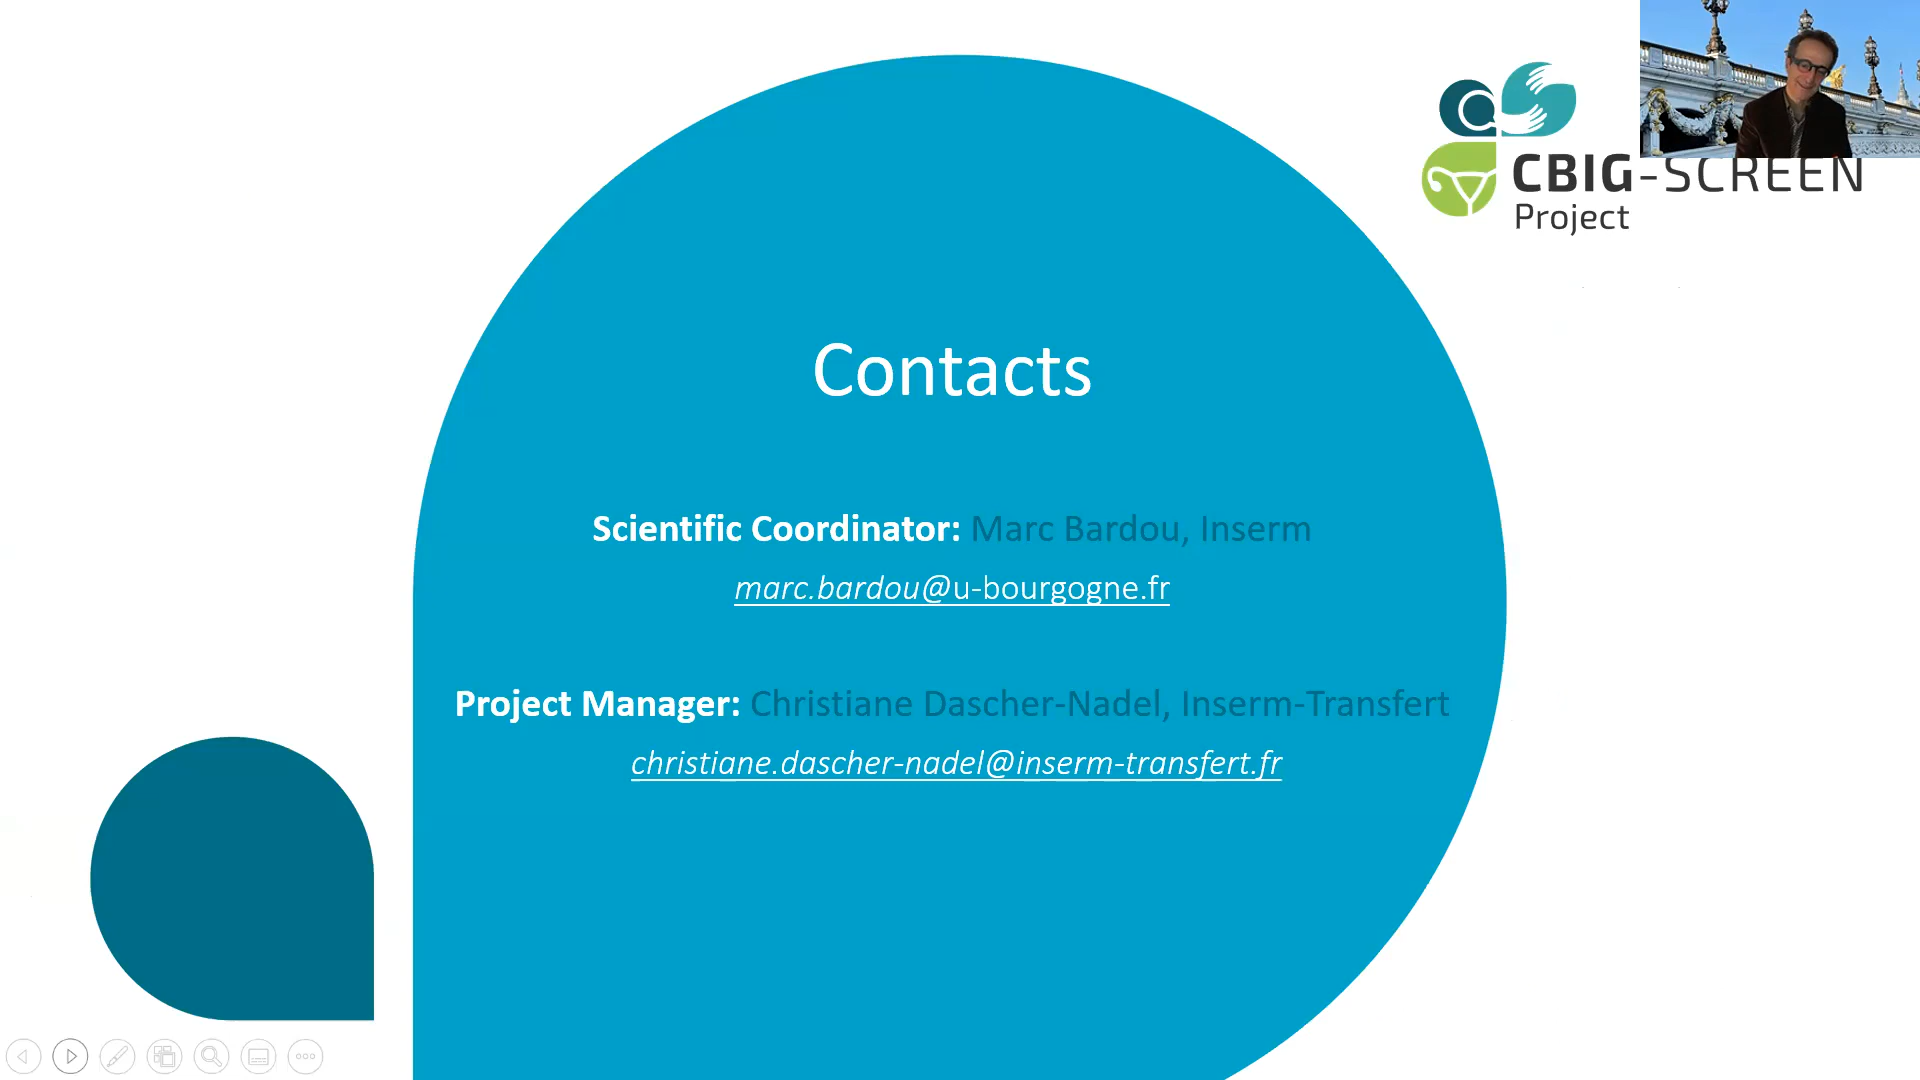 CBIG-SCREEN
Project
Contacts
Scientific Coordinator: Marc Bardou, Inserm
marc.bardou@u-bourgogne.fr
Project Manager: Christiane Dascher-Nadel, Inserm-Transfert
christiane.dascher-nadel@inserm-transfert.fr